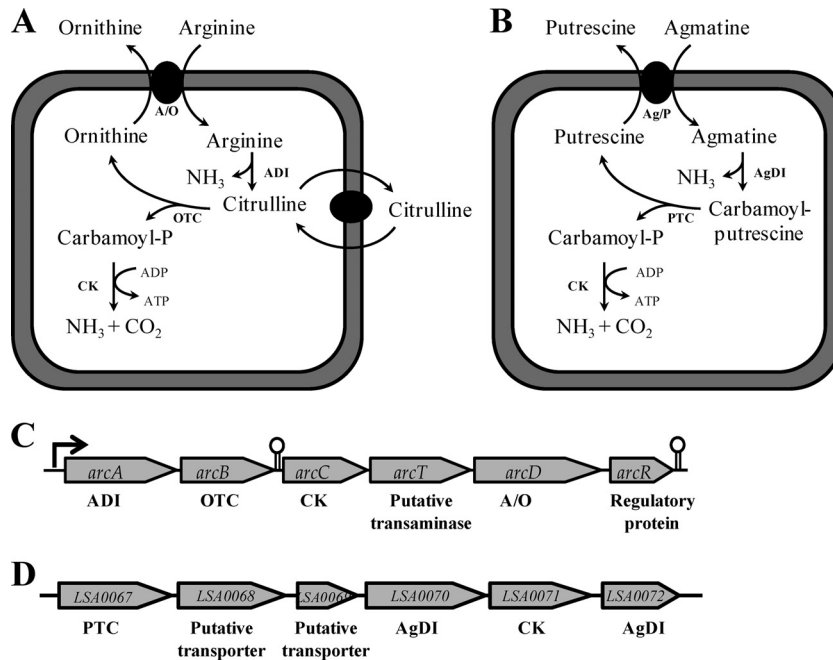 A
Ornithine
Arginine
A/O
Ornithine
Arginine
NH₃
ADI
Citrulline
OTC
Citrulline
Carbamoyl-P
CK
ADP
ATP
NH₃ + CO₂
B
Putrescine
Agmatine
Ag/P
Putrescine
Agmatine
NH₃
AgDI
PTC
Carbamoyl-
putrescine
Carbamoyl-P
CK
ADP
ATP
NH₃ + CO₂
C
arcA arcB arcC arcT arcD arcR
ADI OTC CK Putative A/O Regulatory
transaminase protein
D
LSA0067 LSA0068 LSA0069 LSA0070 LSA0071 LSA0072
PTC Putative Putative AgDI CK AgDI
transporter transporter